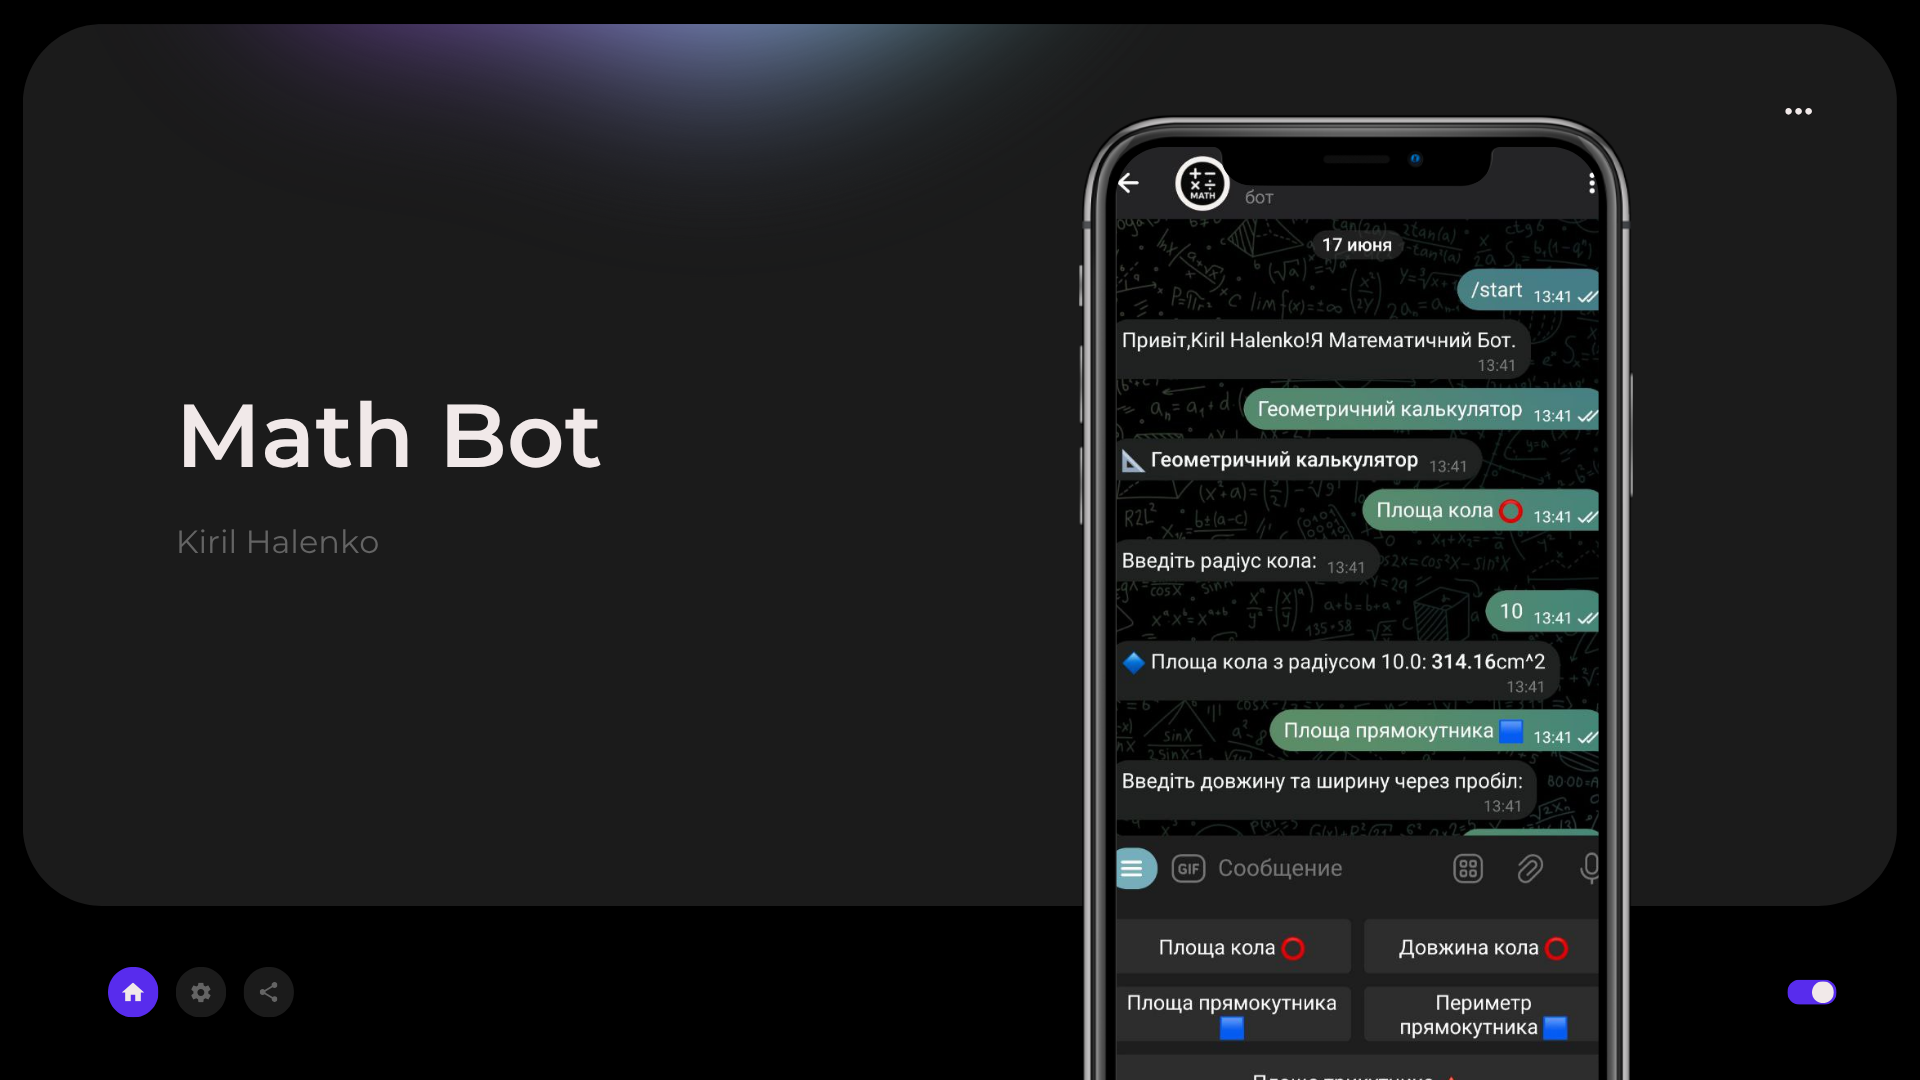 Math Bot
Kiril Halenko
MATH
бот
17 июня
/start 13:41
Привіт,Kiril Halenko!Я Математичний Бот.
13:41
Геометричний калькулятор 13:41
Геометричний калькулятор 13:41
Площа кола 13:41
Введіть радіус кола: 13:41
10 13:41
Площа кола з радіусом 10.0: 314.16cm^2
13:41
Площа прямокутника 13:41
Введіть довжину та ширину через пробіл:
13:41
GIF Сообщение
Площа кола
Довжина кола
Площа прямокутника
Периметр
прямокутника